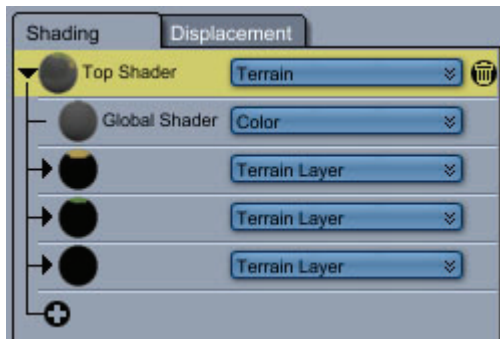 Shading Displacement
Top Shader Terrain
Global Shader Color
Terrain Layer
Terrain Layer
Terrain Layer